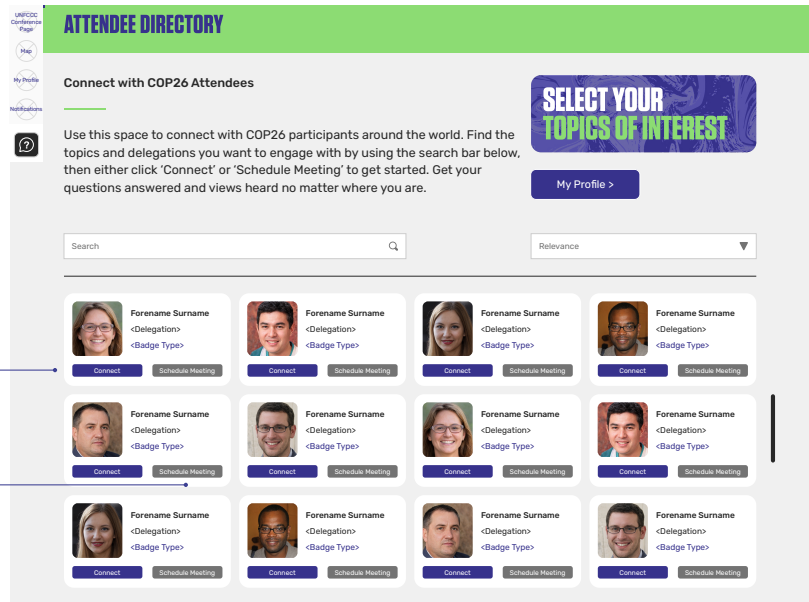 UNFCCC
Conference
Page
Map
My Profile
Notifications
ATTENDEE DIRECTORY
Connect with COP26 Attendees
Use this space to connect with COP26 participants around the world. Find the
topics and delegations you want to engage with by using the search bar below,
then either click ‘Connect’ or ‘Schedule Meeting’ to get started. Get your
questions answered and views heard no matter where you are.
SELECT YOUR
TOPICS OF INTEREST
My Profile >
Search
Relevance
Forename Surname
<Delegation>
<Badge Type>
Connect Schedule Meeting
Forename Surname
<Delegation>
<Badge Type>
Connect Schedule Meeting
Forename Surname
<Delegation>
<Badge Type>
Connect Schedule Meeting
Forename Surname
<Delegation>
<Badge Type>
Connect Schedule Meeting
Forename Surname
<Delegation>
<Badge Type>
Connect Schedule Meeting
Forename Surname
<Delegation>
<Badge Type>
Connect Schedule Meeting
Forename Surname
<Delegation>
<Badge Type>
Connect Schedule Meeting
Forename Surname
<Delegation>
<Badge Type>
Connect Schedule Meeting
Forename Surname
<Delegation>
<Badge Type>
Connect Schedule Meeting
Forename Surname
<Delegation>
<Badge Type>
Connect Schedule Meeting
Forename Surname
<Delegation>
<Badge Type>
Connect Schedule Meeting
Forename Surname
<Delegation>
<Badge Type>
Connect Schedule Meeting